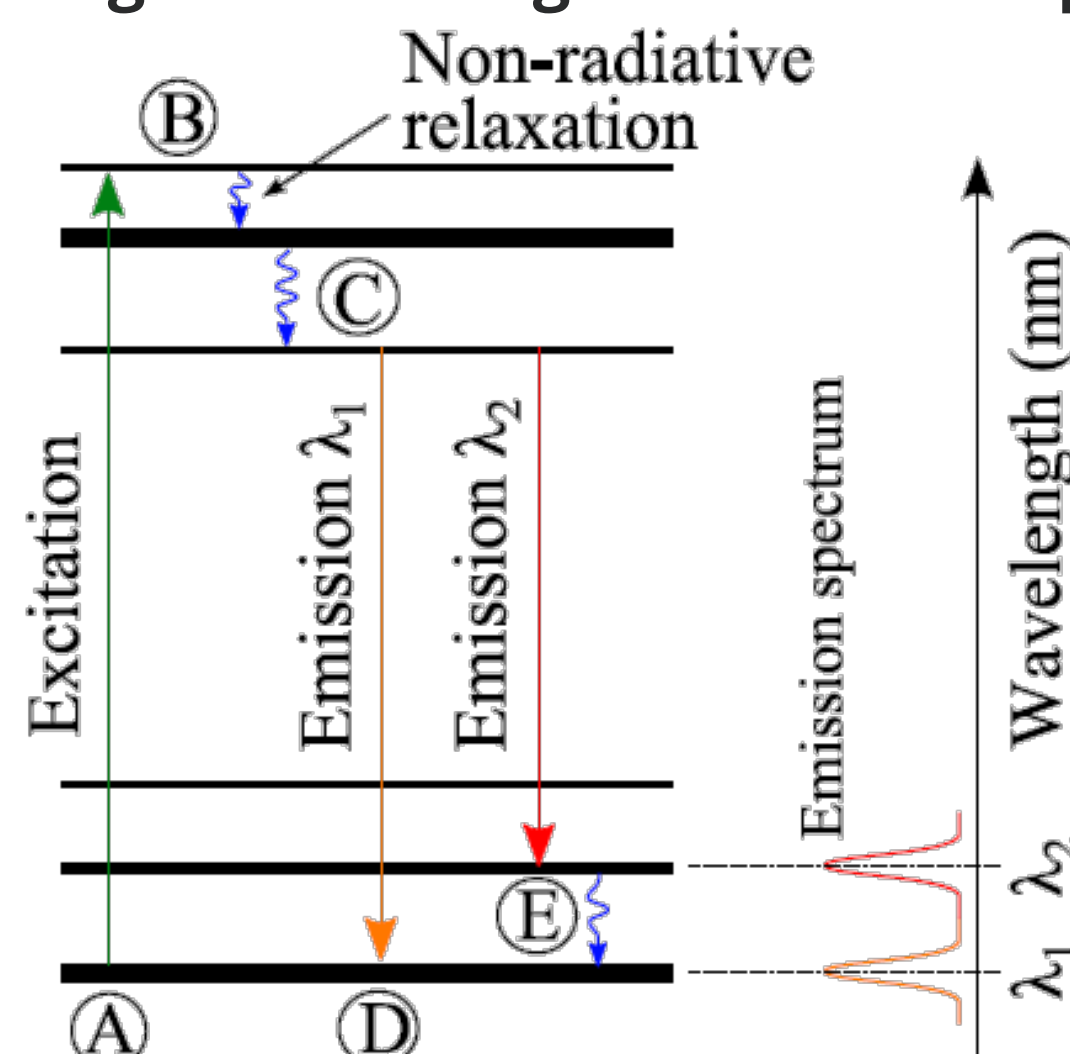 Non-radiative
relaxation
B
C
Excitation
Emission λ1
Emission λ2
Emission spectrum
Wavelength (nm)
λ2
λ1
E
A
D